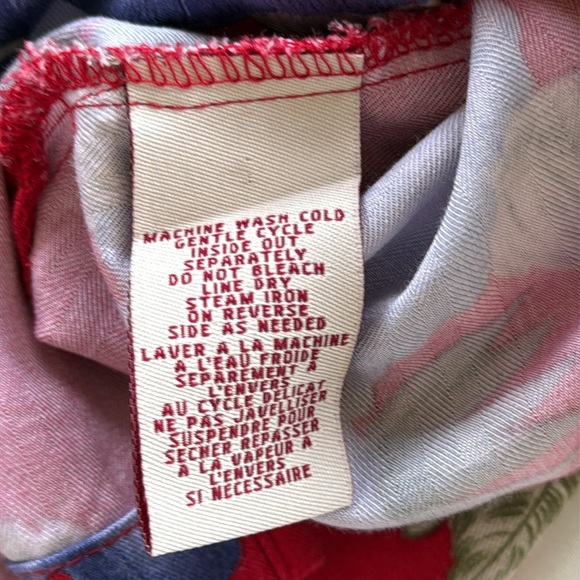 MACHINE WASH COLD
GENTLE CYCLE
INSIDE OUT
SEPARATELY
DO NOT BLEACH
LINE DRY
STEAM IRON
ON REVERSE
SIDE AS NEEDED
LAVER A LA MACHINE
A L'EAU FROIDE
SEPAREMENT A
L'ENVERS
AU CYCLE DELICAT
NE PAS JAVELLISER
SUSPENDRE POUR
SECHER REPASSER
A LA VAPEUR A
L'ENVERS
SI NECESSAIRE